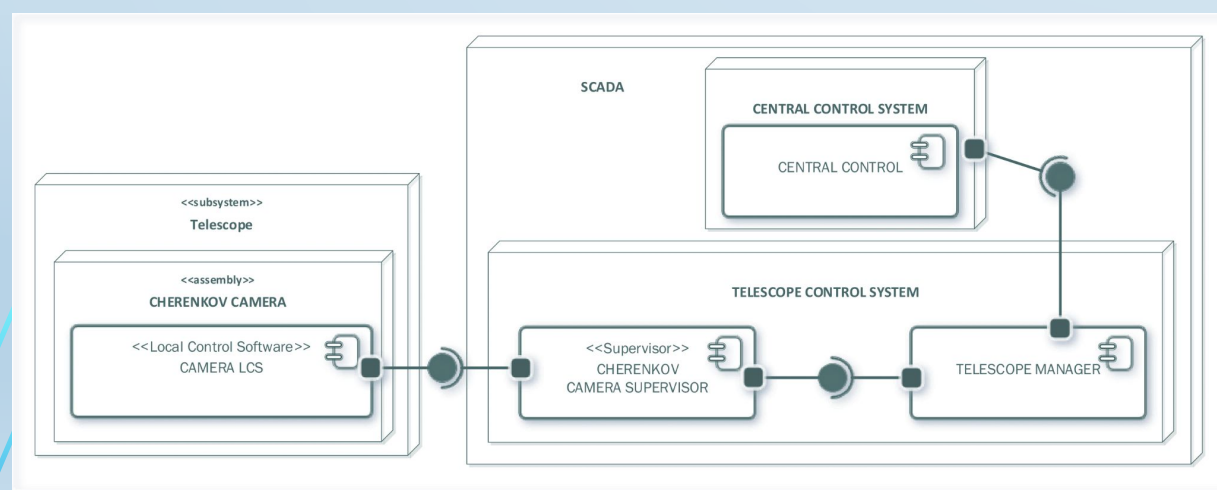 SCADA
CENTRAL CONTROL SYSTEM
CENTRAL CONTROL
<<subsystem>>
Telescope
<<assembly>>
CHERENKOV CAMERA
<<Local Control Software>>
CAMERA LCS
TELESCOPE CONTROL SYSTEM
<<Supervisor>>
CHERENKOV
CAMERA SUPERVISOR
TELESCOPE MANAGER